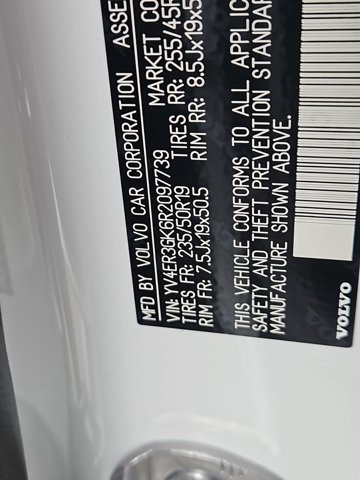 MFD BY VOLVO CAR CORPORATION ASSE
VIN: YV4ER3GK6R2097739 MARKET CO
TIRES FR: 235/50R19 TIRES RR: 255/45R
RIM FR: 7.5Jx19x50.5 RIM RR: 8.5Jx19x5
THIS VEHICLE CONFORMS TO ALL APPLIC
SAFETY AND THEFT PREVENTION STANDAR
MANUFACTURE SHOWN ABOVE.
VOLVO